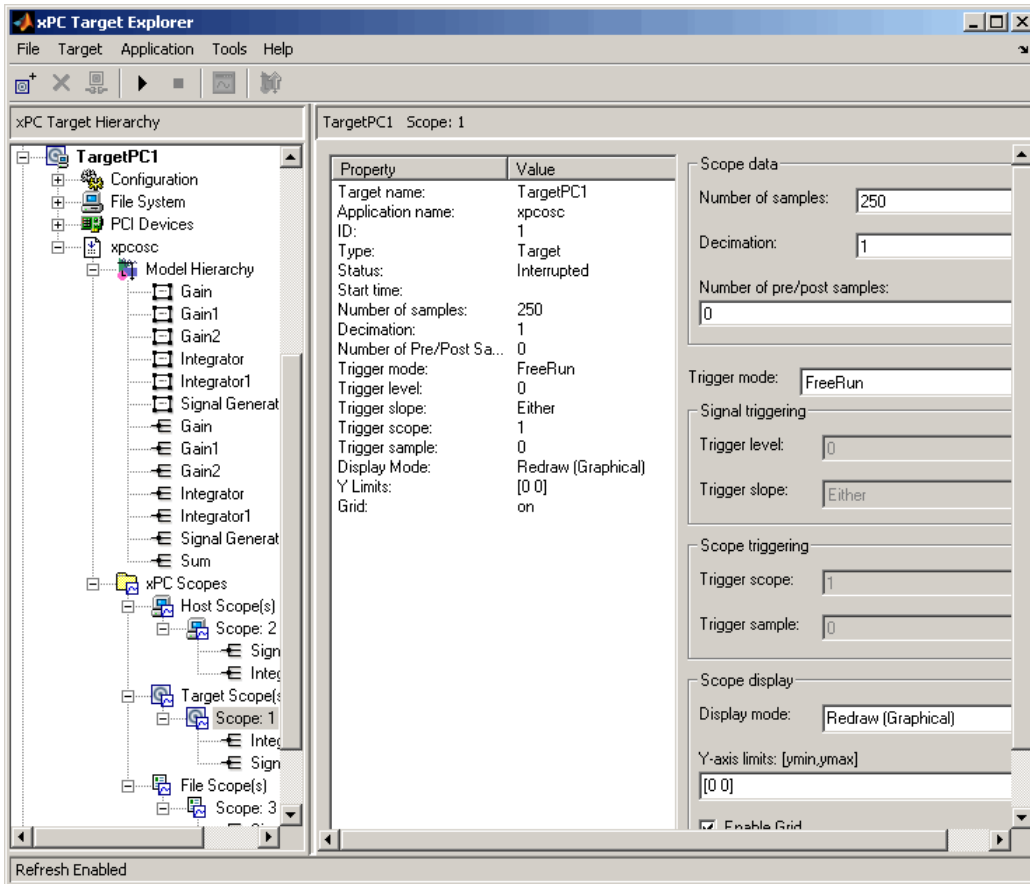 xPC Target Explorer
File Target Application Tools Help
xPC Target Hierarchy
TargetPC1
Configuration
File System
PCI Devices
xpcosc
Model Hierarchy
Gain
Gain1
Gain2
Integrator
Integrator1
Signal Generat
Gain
Gain1
Gain2
Integrator
Integrator1
Signal Generat
Sum
xPC Scopes
Host Scope(s)
Scope: 2
Sign
Integ
Target Scope(s
Scope: 1
Integ
Sign
File Scope(s)
Scope: 3
TargetPC1 Scope: 1
Property Value
Target name: TargetPC1
Application name: xpcosc
ID: 1
Type: Target
Status: Interrupted
Start time:
Number of samples: 250
Decimation: 1
Number of Pre/Post Sa... 0
Trigger mode: FreeRun
Trigger level: 0
Trigger slope: Either
Trigger scope: 1
Trigger sample: 0
Display Mode: Redraw (Graphical)
Y Limits: [0 0]
Grid: on
Scope data
Number of samples: 250
Decimation: 1
Number of pre/post samples:
0
Trigger mode: FreeRun
Signal triggering
Trigger level: 0
Trigger slope: Either
Scope triggering
Trigger scope: 1
Trigger sample: 0
Scope display
Display mode: Redraw (Graphical)
Y-axis limits: [ymin,ymax]
[0 0]
Enable Grid
Refresh Enabled